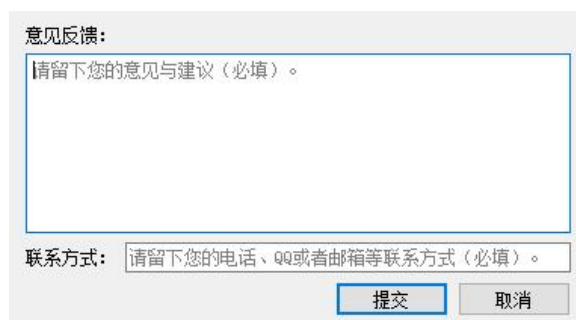 意见反馈：
请留下您的意见与建议（必填）。
联系方式： 请留下您的电话、QQ或者邮箱等联系方式（必填）。
提交 取消